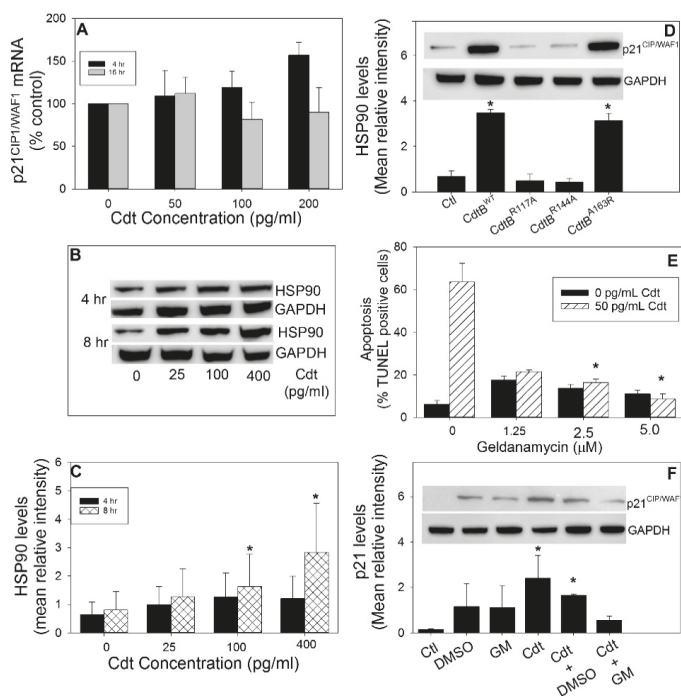 A
p21CIP1/WAF1 mRNA
(% control)
200
150
100
50
0
4 hr
16 hr
0 50 100 200
Cdt Concentration (pg/ml)
B
4 hr
8 hr
HSP90
GAPDH
HSP90
GAPDH
0 25 100 400
Cdt
(pg/ml)
C
HSP90 levels
(mean relative intensity)
6
5
4
3
2
1
0
4 hr
8 hr
* *
0 25 100 400
Cdt Concentration (pg/ml)
D
p21CIP/WAF1
GAPDH
HSP90 levels
(Mean relative intensity)
6
4
2
0
* *
Ctl CdtBWT CdtBR117A CdtBR144A CdtBA163R
E
Apoptosis
(% TUNEL positive cells)
80
60
40
20
0
0 pg/mL Cdt
50 pg/mL Cdt
* *
0 1.25 2.5 5.0
Geldanamycin (μM)
F
p21CIP/WAF
GAPDH
p21 levels
(Mean relative intensity)
6
4
2
0
* *
Ctl DMSO GM Cdt Cdt + DMSO Cdt + GM